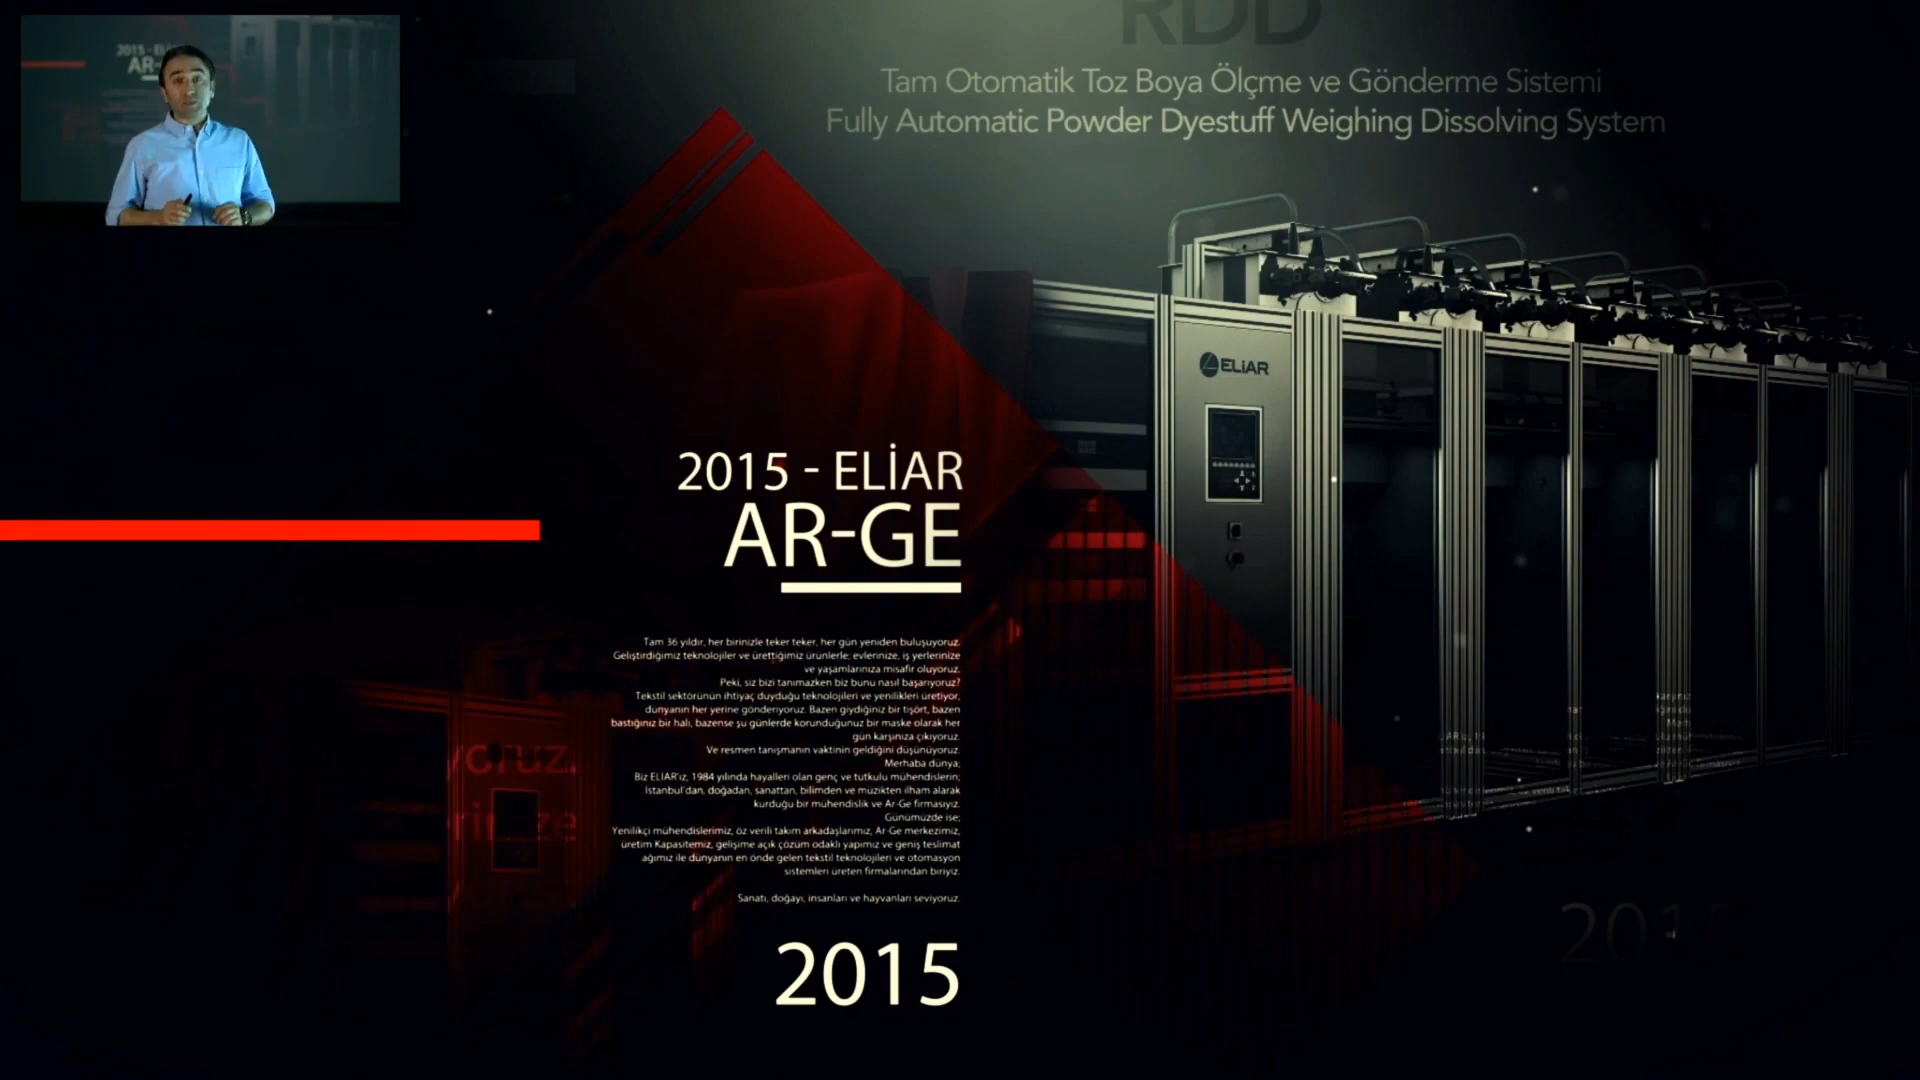 2015 - ELİAR
AR-
RDD
Tam Otomatik Toz Boya Ölçme ve Gönderme Sistemi
Fully Automatic Powder Dyestuff Weighing Dissolving System
ELiAR
2015 - ELİAR
AR-GE
Tam 36 yıldır, her birinizle teker teker, her gün yeniden buluşuyoruz.
Geliştirdiğimiz teknolojiler ve ürettiğimiz ürünlerle; evlerinize, iş yerlerinize
ve yaşamlarınıza misafir oluyoruz.
Peki, siz bizi tanımazken biz bunu nasıl başarıyoruz?
Tekstil sektörünün ihtiyaç duyduğu teknolojileri ve yenilikleri üretiyor,
dünyanın her yerine gönderiyoruz. Bazen giydiğiniz bir tişört, bazen
bastığınız bir halı, bazense şu günlerde korunduğunuz bir maske olarak her
gün karşınıza çıkıyoruz.
Ve resmen tanışmanın vaktinin geldiğini düşünüyoruz.
Merhaba dünya;
Biz ELİAR'ız, 1984 yılında hayalleri olan genç ve tutkulu mühendislerin;
İstanbul'dan, doğadan, sanattan, bilimden ve müzikten ilham alarak
kurduğu bir mühendislik ve Ar-Ge firmasıyız.
Günümüzde ise;
Yenilikçi mühendislerimiz, öz verili takım arkadaşlarımız, Ar-Ge merkezimiz,
üretim Kapasitemiz, gelişime açık çözüm odaklı yapımız ve geniş teslimat
ağımız ile dünyanın en önde gelen tekstil teknolojileri ve otomasyon
sistemleri üreten firmalarından biriyiz.
Sanatı, doğayı, insanları ve hayvanları seviyoruz.
2015
2015